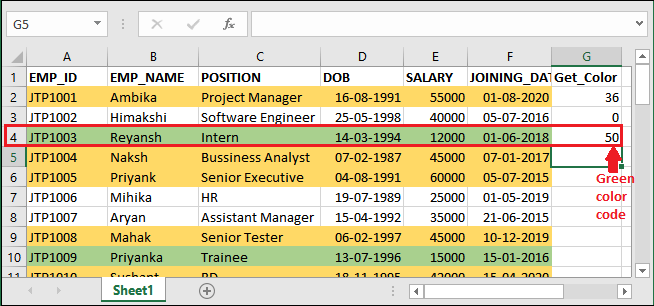 G5 fx
A B C D E F G
1 EMP_ID EMP_NAME POSITION DOB SALARY JOINING_DAT Get_Color
2 JTP1001 Ambika Project Manager 16-08-1991 55000 01-08-2020 36
3 JTP1002 Himakshi Software Engineer 25-05-1998 40000 05-07-2016 0
4 JTP1003 Reyansh Intern 14-03-1994 12000 01-06-2018 50
5 JTP1004 Naksh Bussiness Analyst 07-02-1987 45000 07-01-2017
6 JTP1005 Priyank Senior Executive 04-08-1991 60000 05-07-2015
Green
7 JTP1006 Mihika HR 19-07-1989 25000 01-05-2019
color
8 JTP1007 Aryan Assistant Manager 15-04-1992 35000 21-06-2015
code
9 JTP1008 Mahak Senior Tester 06-02-1997 45000 10-12-2019
10 JTP1009 Priyanka Trainee 13-07-1996 15000 15-01-2016
11 JTP1010 Sushant BD 18-11-1995 42000 15-04-2020
Sheet1